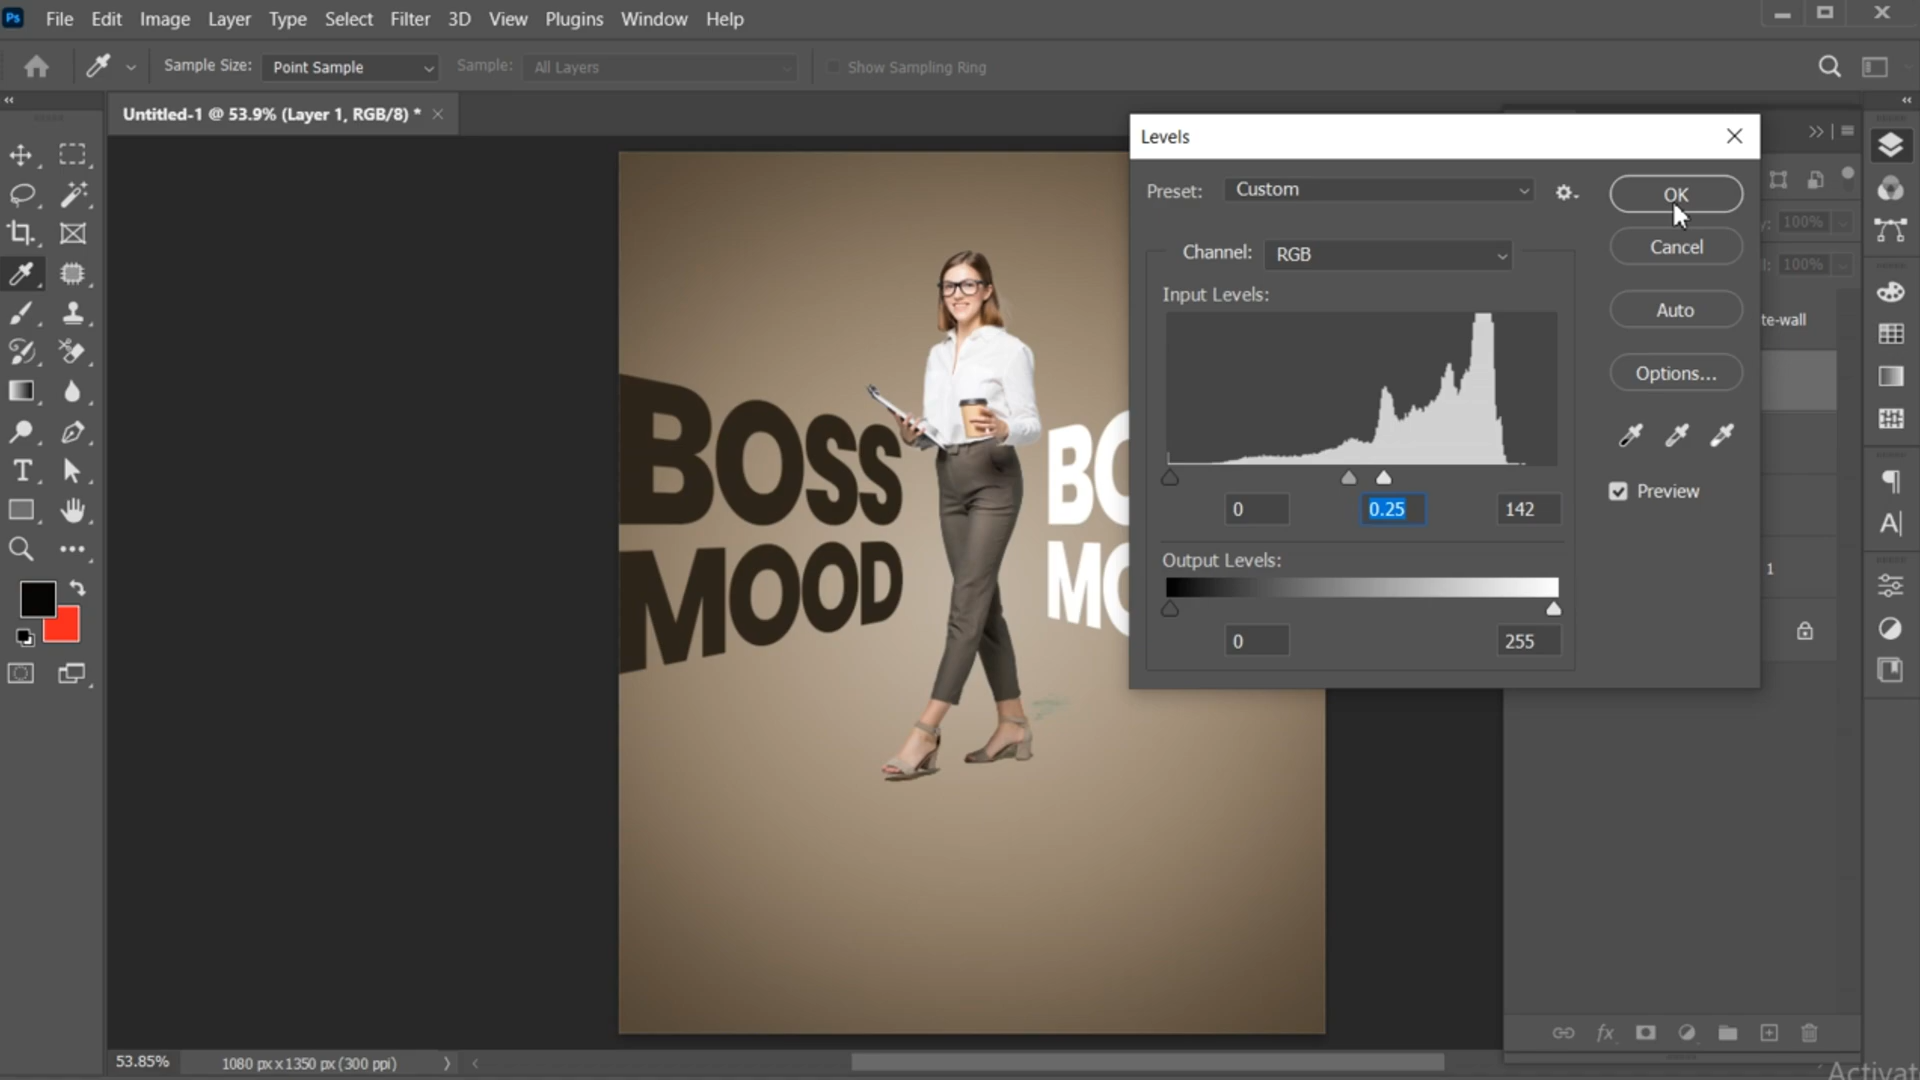 Ps File Edit Image Layer Type Select Filter 3D View Plugins Window Help
Sample Size: Point Sample Sample: All Layers Show Sampling Ring
Untitled-1 @ 53.9% (Layer 1, RGB/8) *
Levels
Preset: Custom
OK
Cancel
Channel: RGB
Auto
Input Levels:
Options...
0 0.25 142
Preview
Output Levels:
0 255
100%
100%
te-wall
1
BOSS
MOOD
BO
MO
53.85% 1080 px x 1350 px (300 ppi)
Activat